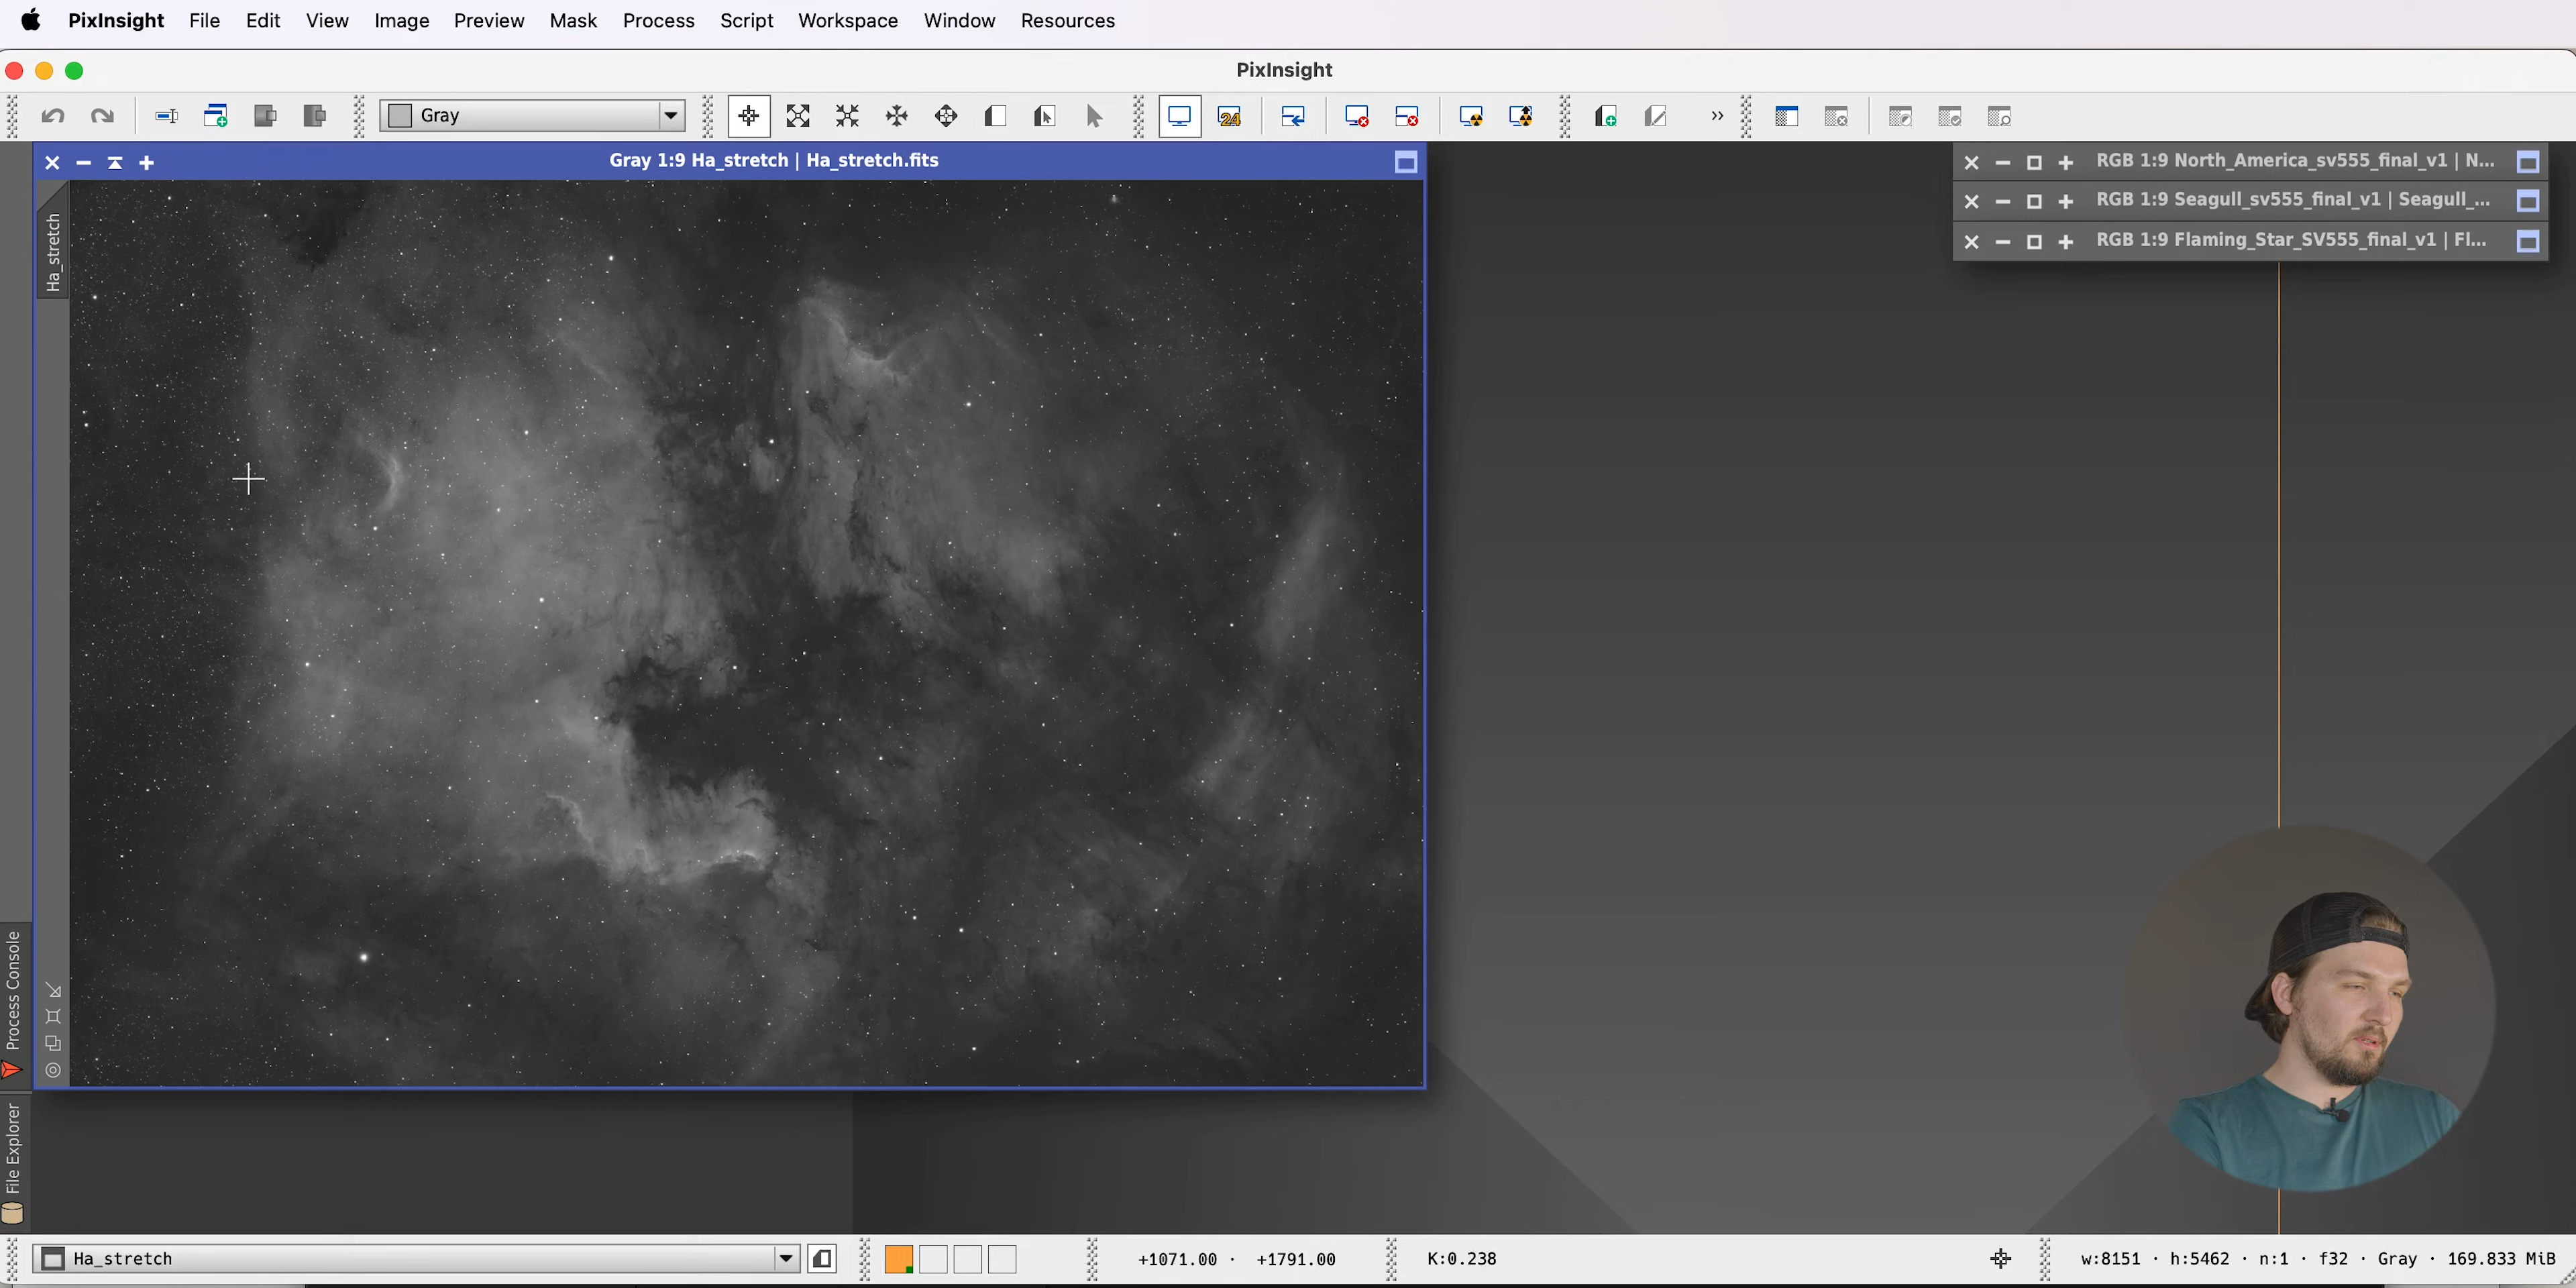 PixInsight File Edit View Image Preview Mask Process Script Workspace Window Resources
PixInsight
Gray
24
Gray 1:9 Ha_stretch | Ha_stretch.fits
RGB 1:9 North_America_sv555_final_v1 | N...
RGB 1:9 Seagull_sv555_final_v1 | Seagull_...
RGB 1:9 Flaming_Star_SV555_final_v1 | Fl...
Ha_stretch
Process Console
File Explorer
Ha_stretch
+1071.00 · +1791.00
K:0.238
w:8151 · h:5462 · n:1 · f32 · Gray · 169.833 MiB